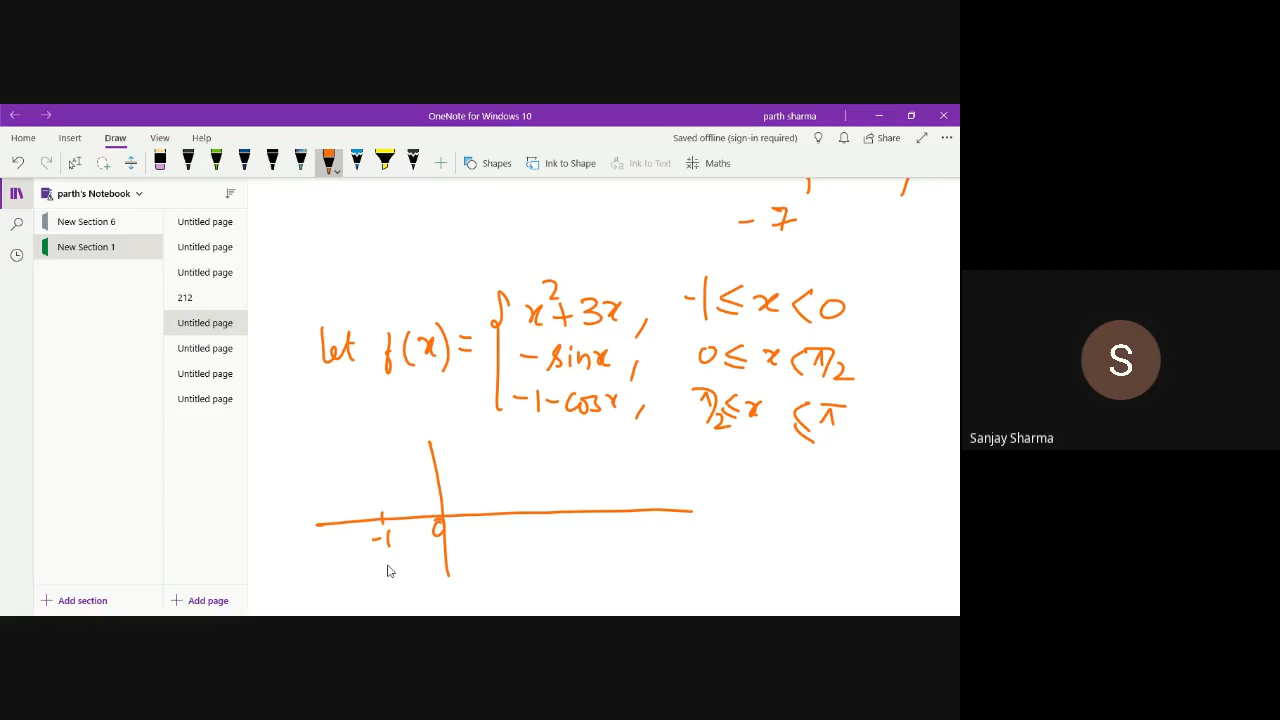 OneNote for Windows 10
parth sharma
Home Insert Draw View Help
Saved offline (sign-in required)
Share
Shapes
Ink to Shape
Ink to Text
Maths
parth's Notebook
New Section 6
New Section 1
Untitled page
Untitled page
Untitled page
212
Untitled page
Untitled page
Untitled page
Untitled page
Add section
Add page
- 7
let f(x) = { x²+3x, -1 ≤ x < 0
- sinx, 0 ≤ x < π/2
-1-cosx, π/2 ≤ x ≤ π
-1 0
S
Sanjay Sharma